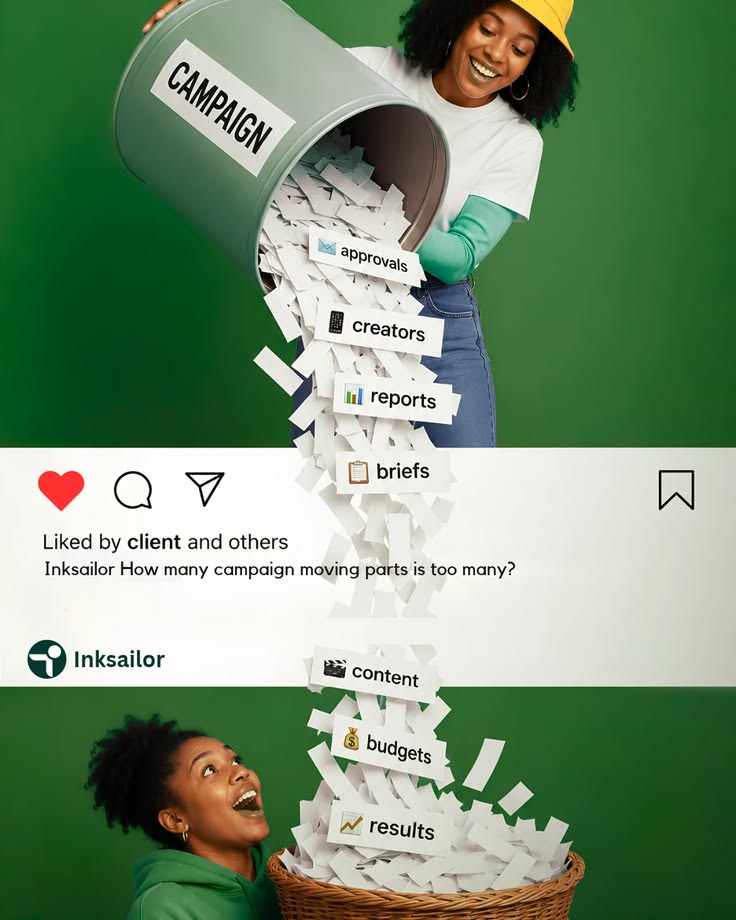 CAMPAIGN
approvals
creators
reports
briefs
Liked by client and others
Inksailor How many campaign moving parts is too many?
Inksailor
content
budgets
results